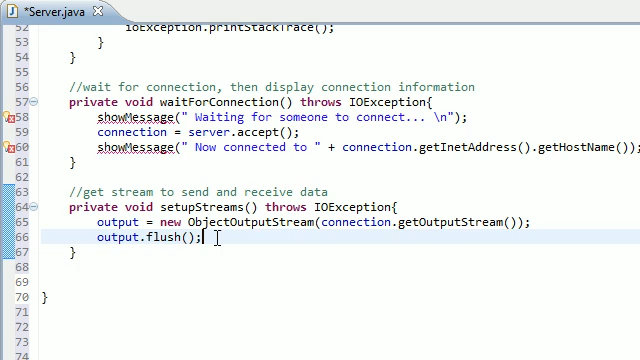 *Server.java
52 ioException.printStackTrace();
53 }
54 }
55
56 //wait for connection, then display connection information
57 private void waitForConnection() throws IOException{
58 showMessage(" Waiting for someone to connect... \n");
59 connection = server.accept();
60 showMessage(" Now connected to " + connection.getInetAddress().getHostName());
61 }
62
63 //get stream to send and receive data
64 private void setupStreams() throws IOException{
65 output = new ObjectOutputStream(connection.getOutputStream());
66 output.flush();
67 }
68
69
70 }
71
72
73
74